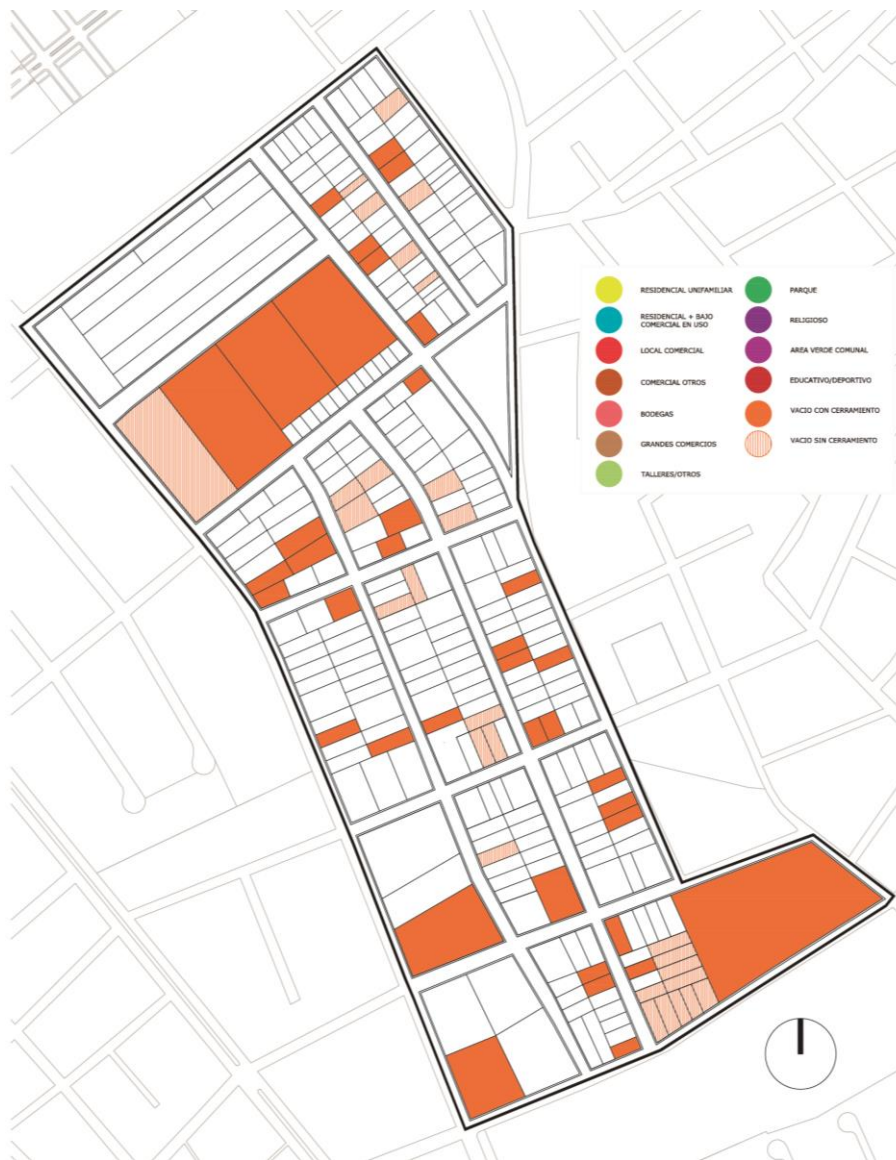 RESIDENCIAL UNIFAMILIAR
RESIDENCIAL + BAJO
COMERCIAL EN USO
LOCAL COMERCIAL
COMERCIAL OTROS
BODEGAS
GRANDES COMERCIOS
TALLERES/OTROS
PARQUE
RELIGIOSO
AREA VERDE COMUNAL
EDUCATIVO/DEPORTIVO
VACIO CON CERRAMIENTO
VACIO SIN CERRAMIENTO